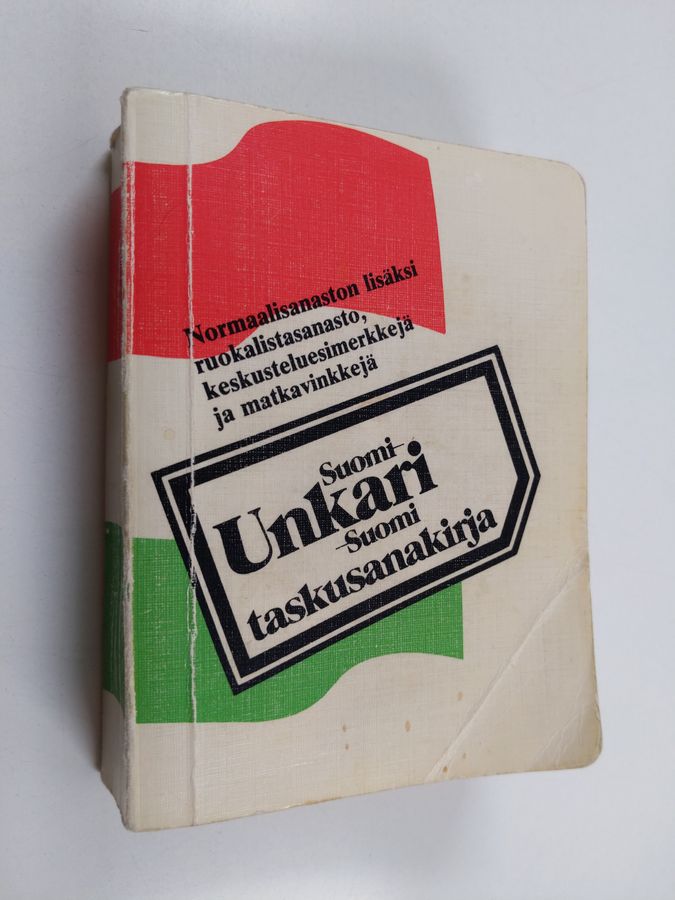 Normaalisanaston lisäksi
ruokalistasanasto,
keskusteluesimerkkejä
ja matkavinkkejä
Suomi-
Unkari
-Suomi
taskusanakirja